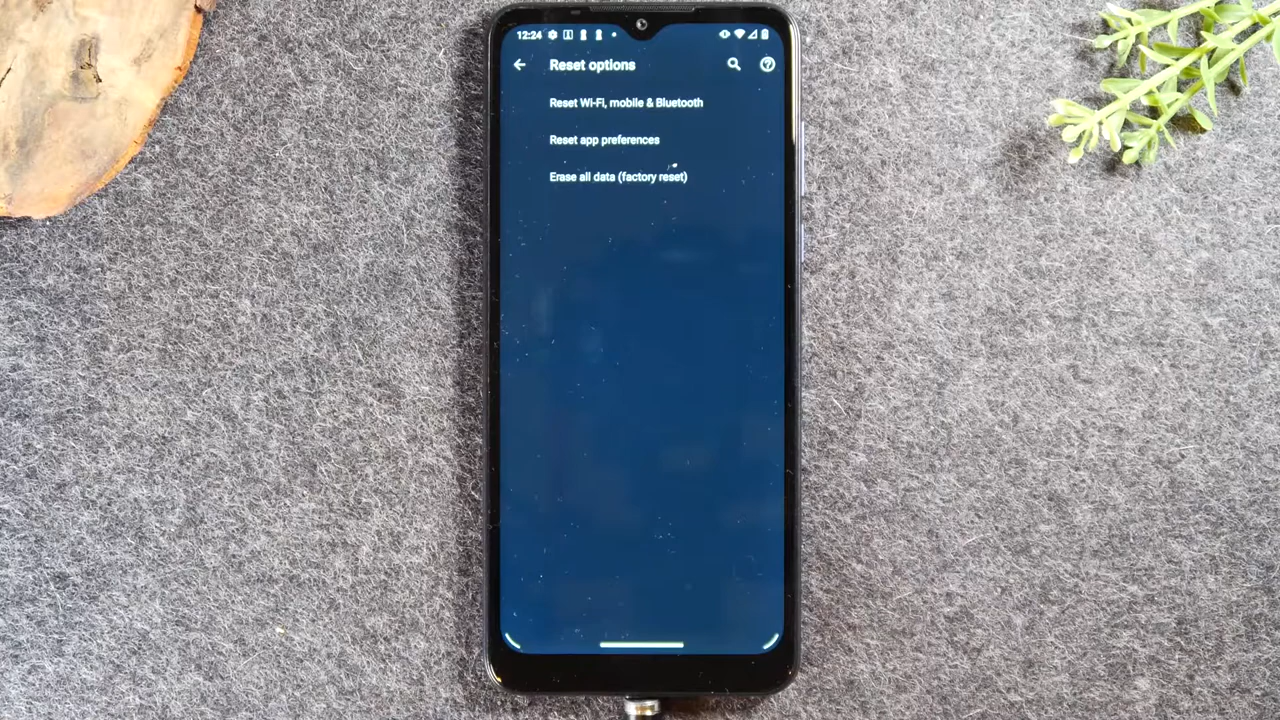 12:24
Reset options
Reset Wi-Fi, mobile & Bluetooth
Reset app preferences
Erase all data (factory reset)